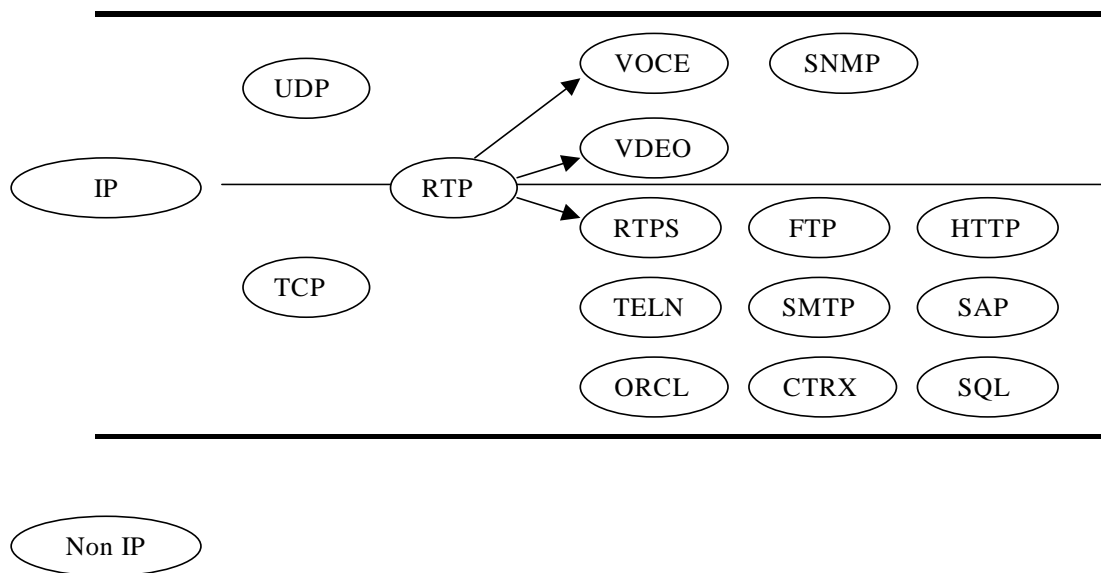 VOCE
SNMP
UDP
VDEO
IP
RTP
RTPS
FTP
HTTP
TCP
TELN
SMTP
SAP
ORCL
CTRX
SQL
Non IP